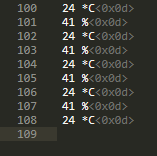 100 24 *C<0x0d>
101 41 %<0x0d>
102 24 *C<0x0d>
103 41 %<0x0d>
104 24 *C<0x0d>
105 41 %<0x0d>
106 24 *C<0x0d>
107 41 %<0x0d>
108 24 *C<0x0d>
109